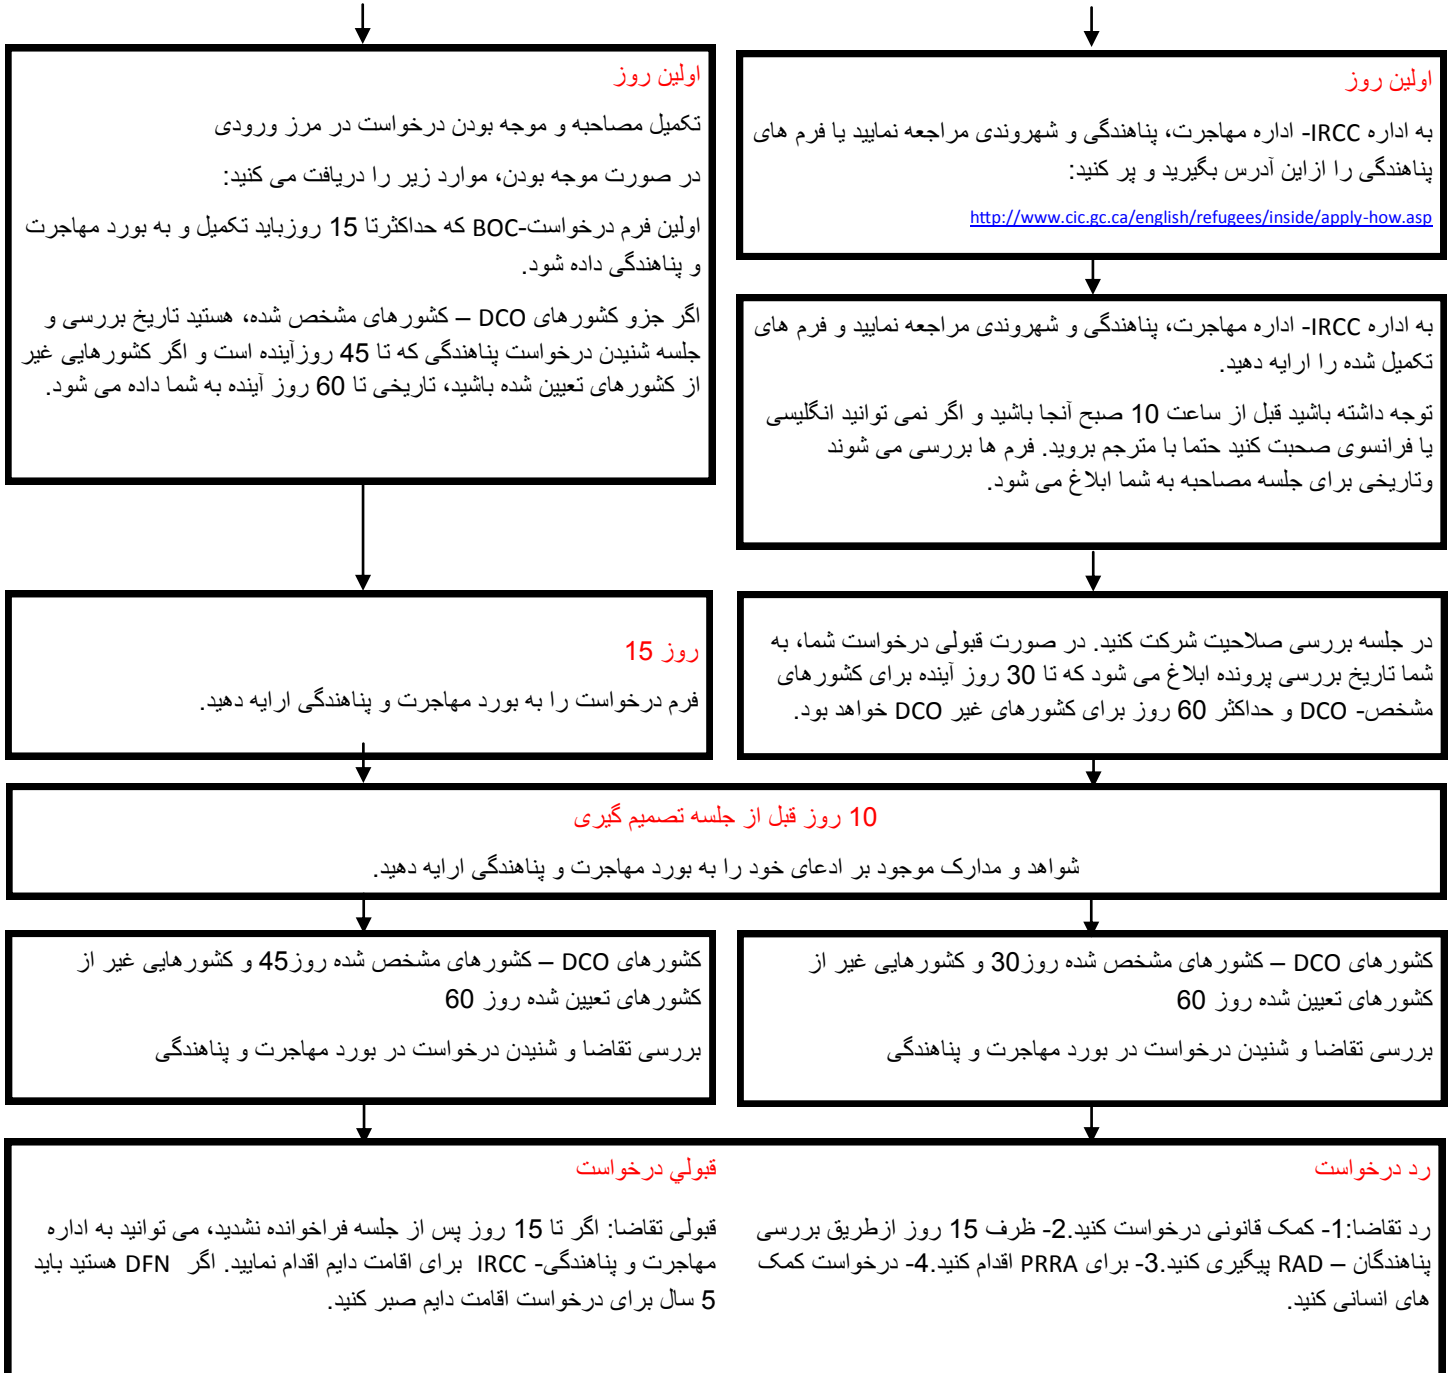 اولین روز
به اداره IRCC- اداره مهاجرت، پناهندگی و شهروندی مراجعه نمایید یا فرم های
پناهندگی را ازاین آدرس بگیرید و پر کنید:
http://www.cic.gc.ca/english/refugees/inside/apply-how.asp
به اداره IRCC- اداره مهاجرت، پناهندگی و شهروندی مراجعه نمایید و فرم های
تکمیل شده را ارایه دهید.
توجه داشته باشید قبل از ساعت 10 صبح آنجا باشید و اگر نمی توانید انگلیسی
یا فرانسوی صحبت کنید حتما با مترجم بروید. فرم ها بررسی می شوند
وتاریخی برای جلسه مصاحبه به شما ابلاغ می شود.
در جلسه بررسی صلاحیت شرکت کنید. در صورت قبولی درخواست شما، به
شما تاریخ بررسی پرونده ابلاغ می شود که تا 30 روز آینده برای کشورهای
مشخص- DCO و حداکثر 60 روز برای کشورهای غیر DCO خواهد بود.
اولین روز
تکمیل مصاحبه و موجه بودن درخواست در مرز ورودی
در صورت موجه بودن، موارد زیر را دریافت می کنید:
اولین فرم درخواست-BOC که حداکثرتا 15 روزباید تکمیل و به بورد مهاجرت
و پناهندگی داده شود.
اگر جزو کشورهای DCO – کشورهای مشخص شده، هستید تاریخ بررسی و
جلسه شنیدن درخواست پناهندگی که تا 45 روزآینده است و اگر کشورهایی غیر
از کشورهای تعیین شده باشید، تاریخی تا 60 روز آینده به شما داده می شود.
روز 15
فرم درخواست را به بورد مهاجرت و پناهندگی ارایه دهید.
10 روز قبل از جلسه تصمیم گیری
شواهد و مدارک موجود بر ادعای خود را به بورد مهاجرت و پناهندگی ارایه دهید.
کشورهای DCO – کشورهای مشخص شده روز30 و کشورهایی غیر از
کشورهای تعیین شده روز 60
بررسی تقاضا و شنیدن درخواست در بورد مهاجرت و پناهندگی
کشورهای DCO – کشورهای مشخص شده روز45 و کشورهایی غیر از
کشورهای تعیین شده روز 60
بررسی تقاضا و شنیدن درخواست در بورد مهاجرت و پناهندگی
رد درخواست
رد تقاضا:1- کمک قانونی درخواست کنید.2- ظرف 15 روز ازطریق بررسی
پناهندگان – RAD پیگیری کنید.3- برای PRRA اقدام کنید.4- درخواست کمک
های انسانی کنید.
قبولي درخواست
قبولی تقاضا: اگر تا 15 روز پس از جلسه فراخوانده نشدید، می توانید به اداره
مهاجرت و پناهندگی- IRCC برای اقامت دایم اقدام نمایید. اگر DFN هستید باید
5 سال برای درخواست اقامت دایم صبر کنید.